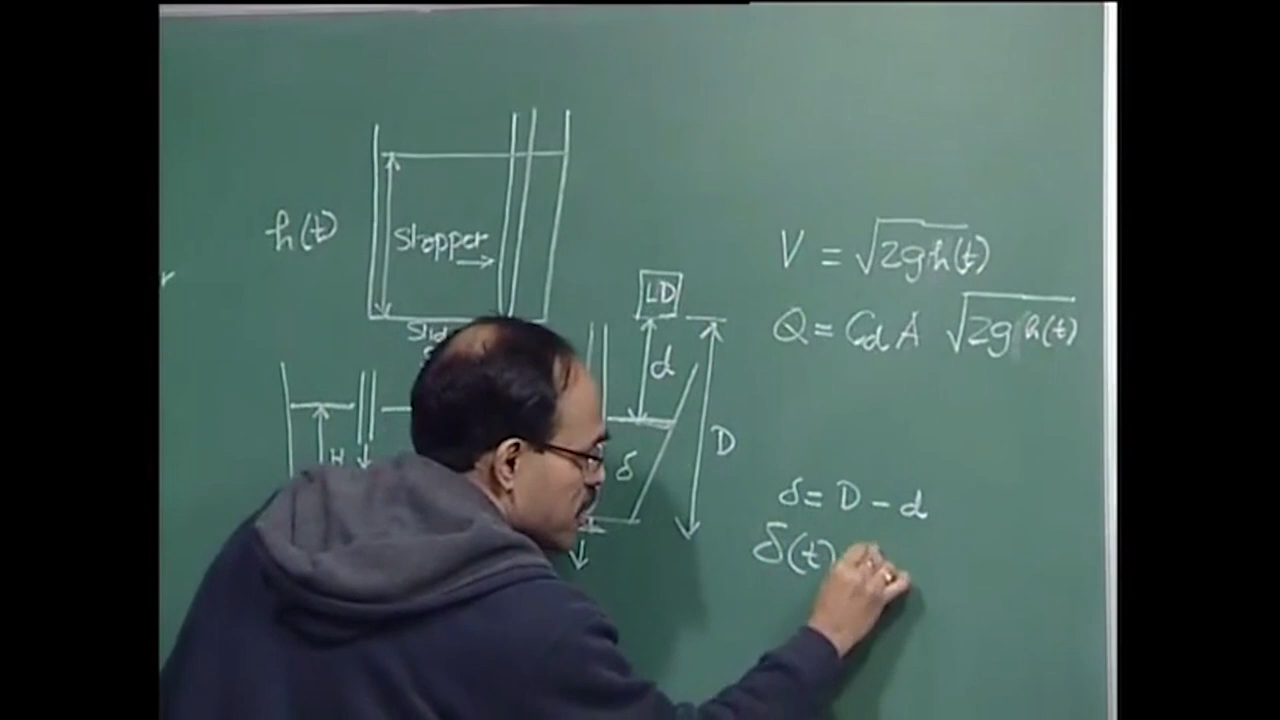 h(t)
Stopper
LD
V = √2gh(t)
Q = Cd A √2g h(t)
d
D
H
δ
δ = D - d
δ(t)